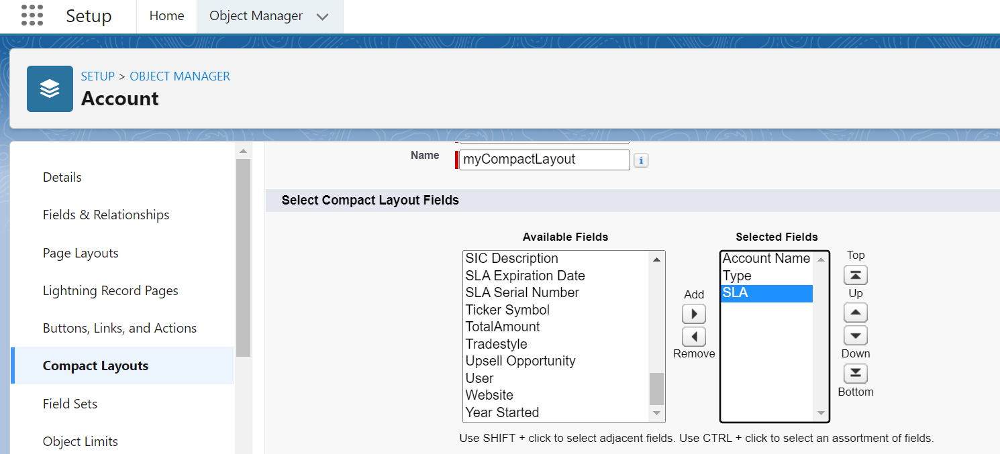 Setup
Home
Object Manager
SETUP > OBJECT MANAGER
Account
Details
Fields & Relationships
Page Layouts
Lightning Record Pages
Buttons, Links, and Actions
Compact Layouts
Field Sets
Object Limits
Name
myCompactLayout
i
Select Compact Layout Fields
Available Fields
SIC Description
SLA Expiration Date
SLA Serial Number
Ticker Symbol
TotalAmount
Tradestyle
Upsell Opportunity
User
Website
Year Started
Add
Remove
Selected Fields
Account Name
Type
SLA
Top
Up
Down
Bottom
Use SHIFT + click to select adjacent fields. Use CTRL + click to select an assortment of fields.